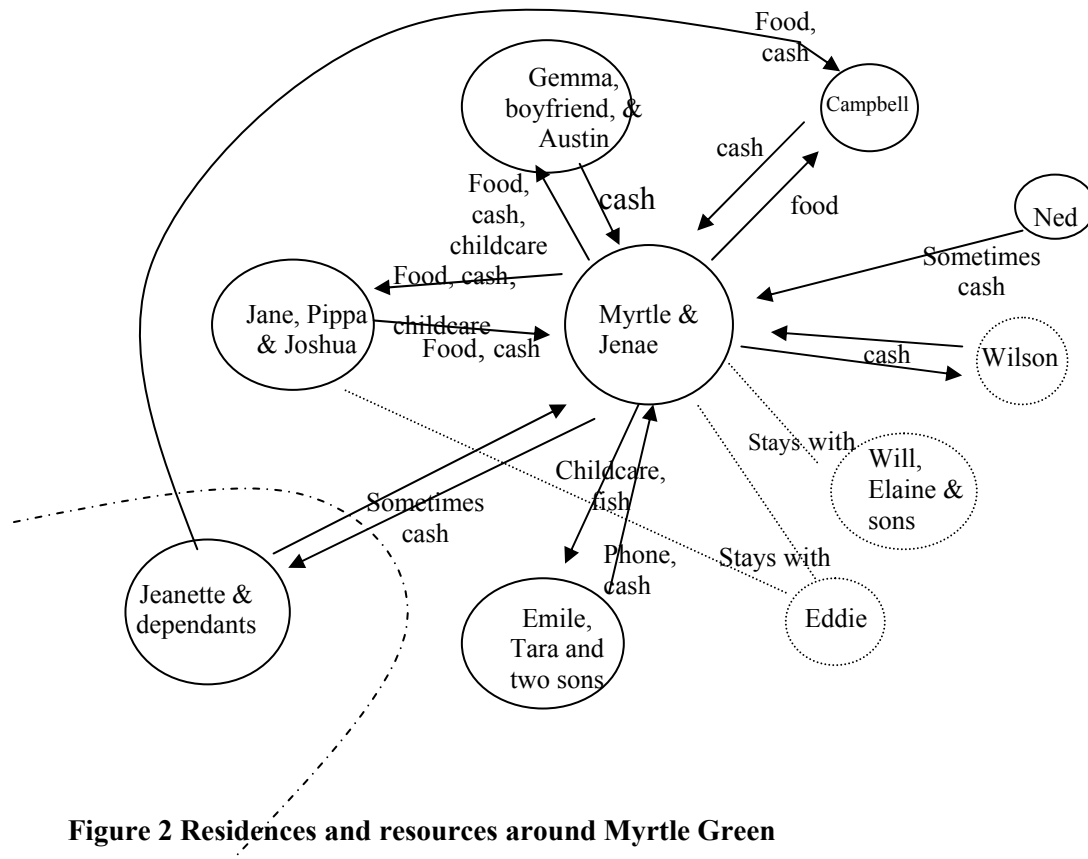 Food,
cash
Gemma,
boyfriend, &
Austin
Campbell
cash
food
Food,
cash,
childcare
cash
Ned
Sometimes
cash
Food, cash,
Jane, Pippa
& Joshua
childcare
Food, cash
Myrtle &
Jenae
cash
Wilson
Stays with
Will,
Elaine &
sons
Childcare,
fish
Sometimes
cash
Phone,
cash
Stays with
Jeanette &
dependants
Emile,
Tara and
two sons
Eddie
Figure 2 Residences and resources around Myrtle Green